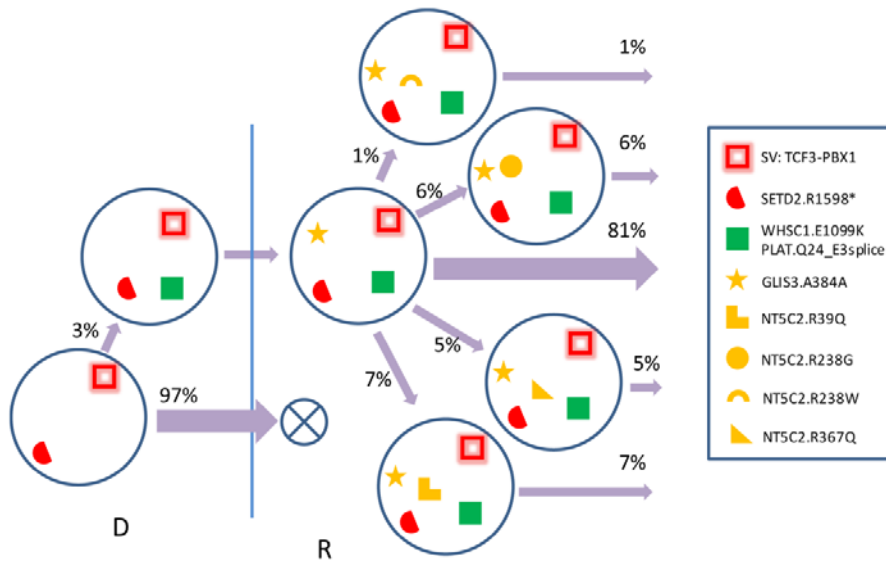 1%
1%
6%
6%
81%
3%
97%
5%
5%
7%
7%
D
R
SV: TCF3-PBX1
SETD2.R1598*
WHSC1.E1099K
PLAT.Q24_E3splice
GLIS3.A384A
NT5C2.R39Q
NT5C2.R238G
NT5C2.R238W
NT5C2.R367Q